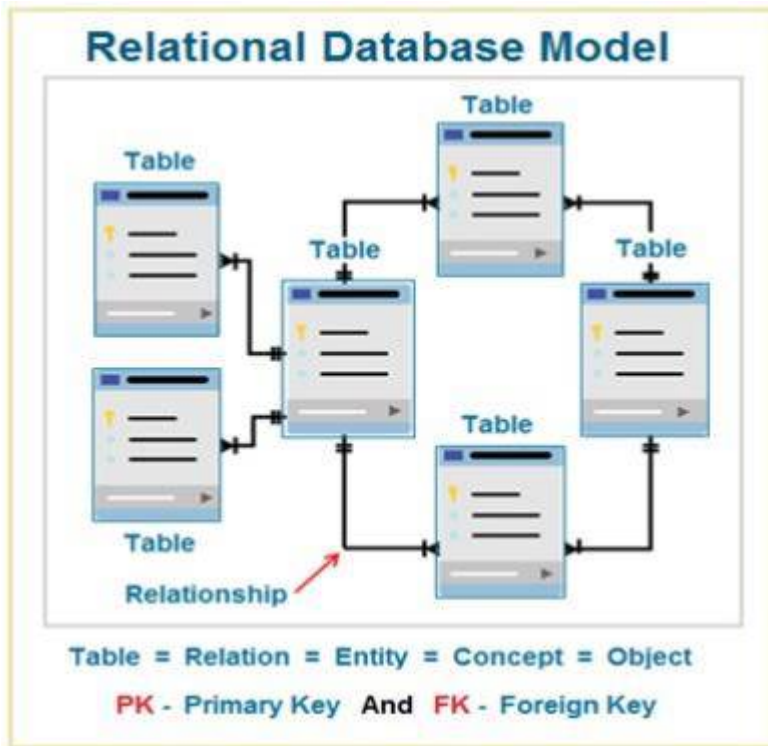 Relational Database Model
Table
Table
Table
Table
Table
Table
Relationship
Table = Relation = Entity = Concept = Object
PK - Primary Key And FK - Foreign Key